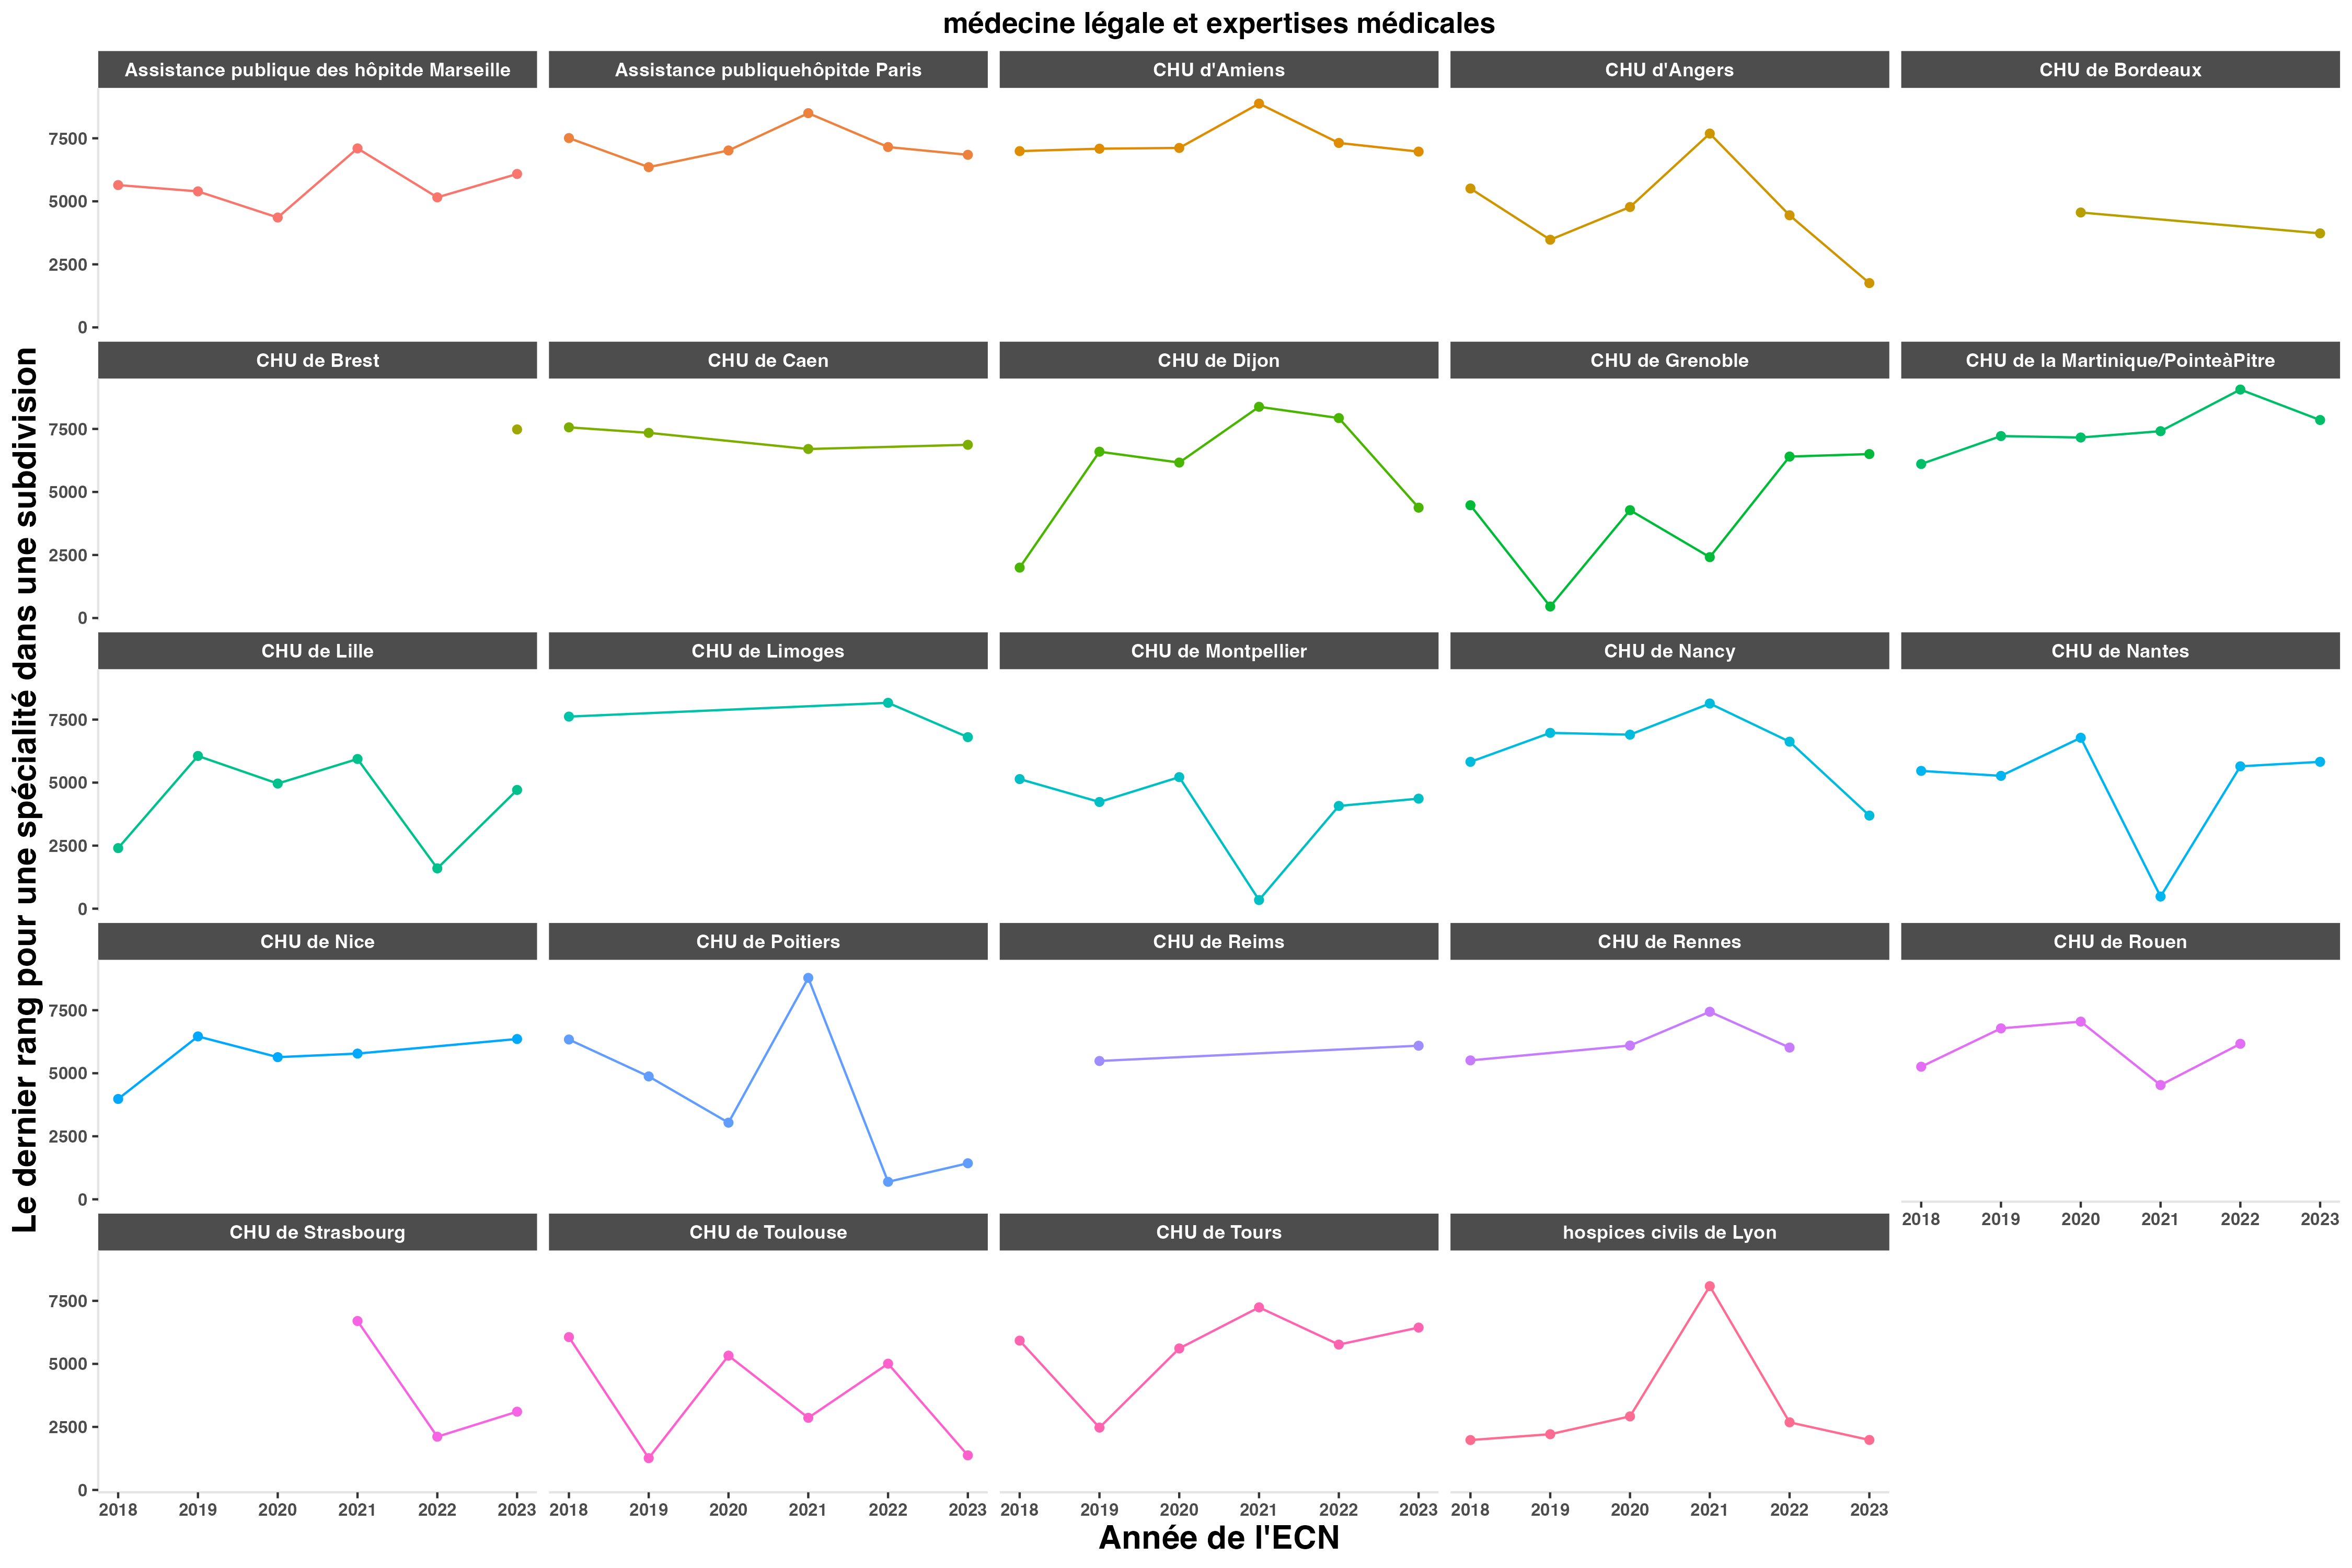 médecine légale et expertises médicales
Assistance publique des hôpitde Marseille
Assistance publiquehôpitde Paris
CHU d'Amiens
CHU d'Angers
CHU de Bordeaux
7500
5000
2500
0
CHU de Brest
CHU de Caen
CHU de Dijon
CHU de Grenoble
CHU de la Martinique/PointeàPitre
7500
5000
2500
0
CHU de Lille
CHU de Limoges
CHU de Montpellier
CHU de Nancy
CHU de Nantes
7500
5000
2500
0
CHU de Nice
CHU de Poitiers
CHU de Reims
CHU de Rennes
CHU de Rouen
7500
5000
2500
0
2018 2019 2020 2021 2022 2023
CHU de Strasbourg
CHU de Toulouse
CHU de Tours
hospices civils de Lyon
7500
5000
2500
0
2018 2019 2020 2021 2022 2023
2018 2019 2020 2021 2022 2023
2018 2019 2020 2021 2022 2023
2018 2019 2020 2021 2022 2023
Année de l'ECN
Le dernier rang pour une spécialité dans une subdivision